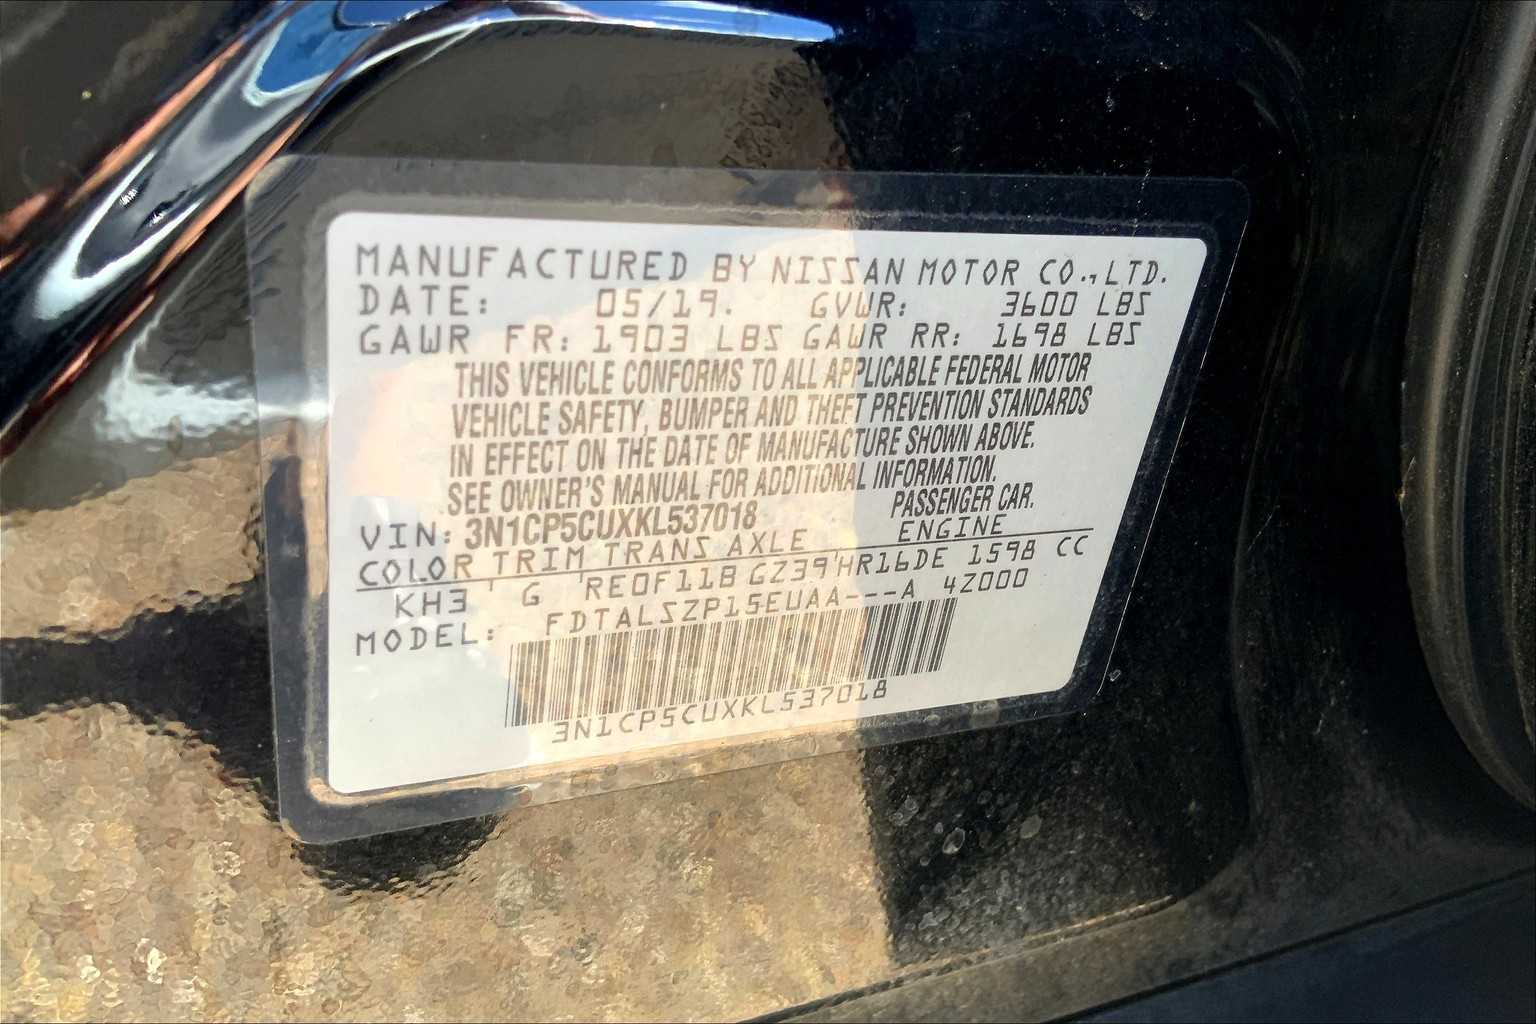 MANUFACTURED BY NISSAN MOTOR CO.,LTD.
DATE: 05/19. GVWR: 3600 LBS
GAWR FR: 1903 LBS GAWR RR: 1698 LBS
THIS VEHICLE CONFORMS TO ALL APPLICABLE FEDERAL MOTOR
VEHICLE SAFETY, BUMPER AND THEFT PREVENTION STANDARDS
IN EFFECT ON THE DATE OF MANUFACTURE SHOWN ABOVE.
SEE OWNER'S MANUAL FOR ADDITIONAL INFORMATION.
VIN: 3N1CP5CUXKL537018 PASSENGER CAR.
COLOR TRIM TRANS AXLE ENGINE
KH3 G RE0F11B GZ39 HR16DE 1598 CC
MODEL: FDTALSZP15EUAA---A 4Z000
3N1CP5CUXKL537018